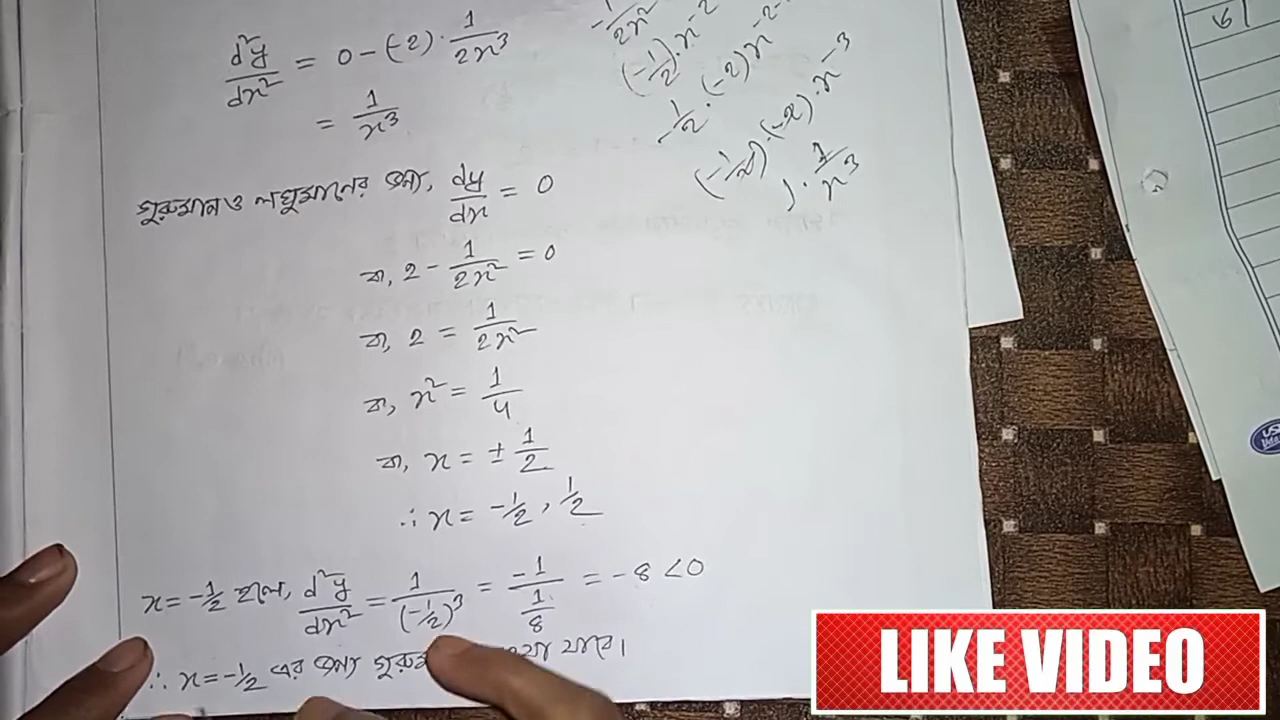 d²y/dx² = 0 - (-2) · 1/2x³
= 1/x³
গুরুমান ও লঘুমানের জন্য, dy/dx = 0
বা, 2 - 1/2x² = 0
বা, 2 = 1/2x²
বা, x² = 1/4
বা, x = ± 1/2
∴ x = -1/2, 1/2
x = -1/2 হলে, d²y/dx² = 1/(-1/2)³ = -1/(1/8) = -8 < 0
∴ x = -1/2 এর জন্য যাবে।
-1/2x²
(-1/2) · x⁻²
-1/2 · (-2) x⁻²⁻
(-1/2) · (-2) · x⁻³
1 · 1/x³
LIKE VIDEO